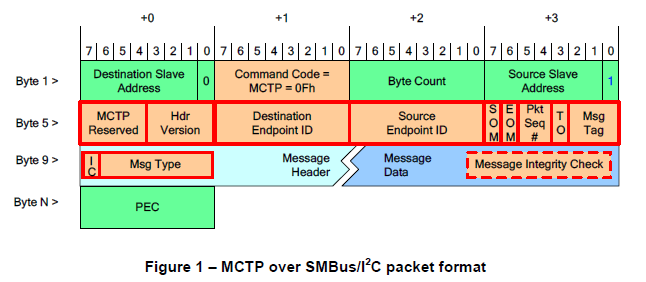 +0 +1 +2 +3
7 6 5 4 3 2 1 0 7 6 5 4 3 2 1 0 7 6 5 4 3 2 1 0 7 6 5 4 3 2 1 0
Byte 1 >
Destination Slave
Address
0
Command Code =
MCTP = 0Fh
Byte Count
Source Slave
Address
1
Byte 5 >
MCTP
Reserved
Hdr
Version
Destination
Endpoint ID
Source
Endpoint ID
S
O
M
E
O
M
Pkt
Seq
#
T
O
Msg
Tag
Byte 9 >
I
C
Msg Type
Message
Header
Message
Data
Message Integrity Check
Byte N >
PEC
Figure 1 – MCTP over SMBus/I²C packet format